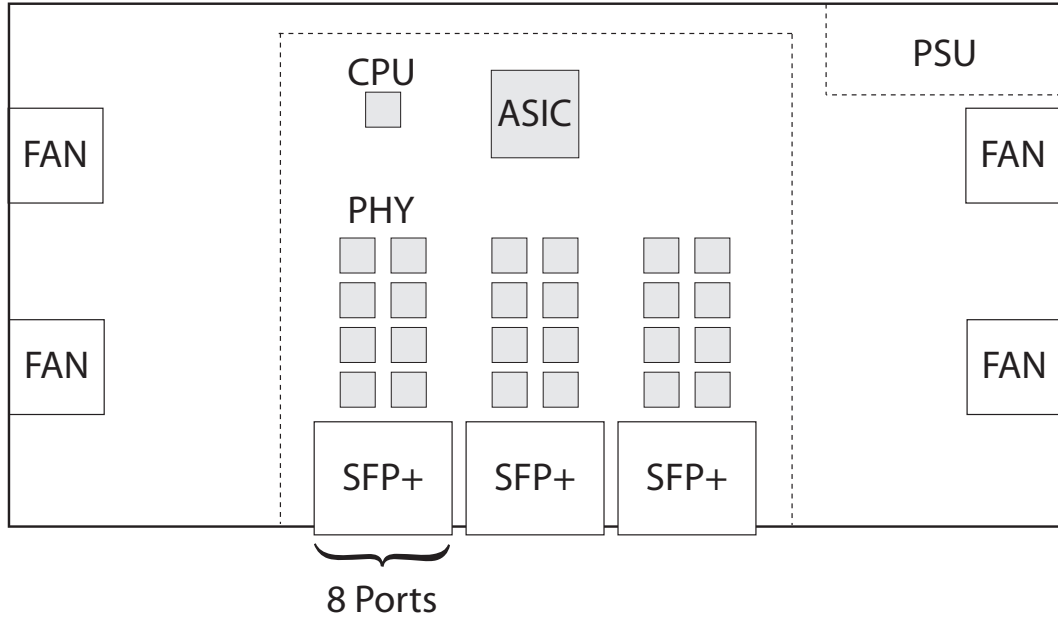 PSU
CPU
ASIC
FAN
FAN
PHY
FAN
FAN
SFP+
SFP+
SFP+
8 Ports